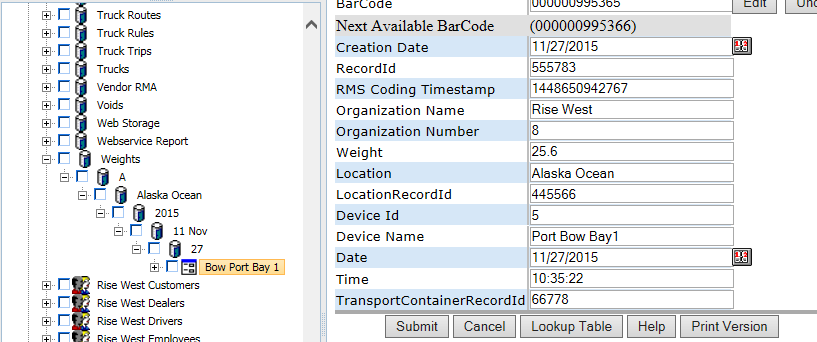 Truck Routes
Truck Rules
Truck Trips
Trucks
Vendor RMA
Voids
Web Storage
Webservice Report
Weights
A
Alaska Ocean
2015
11 Nov
27
Bow Port Bay 1
Rise West Customers
Rise West Dealers
Rise West Drivers
Rise West Employees
BarCode 000000995365 Edit
Next Available BarCode (000000995366)
Creation Date 11/27/2015
RecordId 555783
RMS Coding Timestamp 1448650942767
Organization Name Rise West
Organization Number 8
Weight 25.6
Location Alaska Ocean
LocationRecordId 445566
Device Id 5
Device Name Port Bow Bay1
Date 11/27/2015
Time 10:35:22
TransportContainerRecordId 66778
Submit Cancel Lookup Table Help Print Version